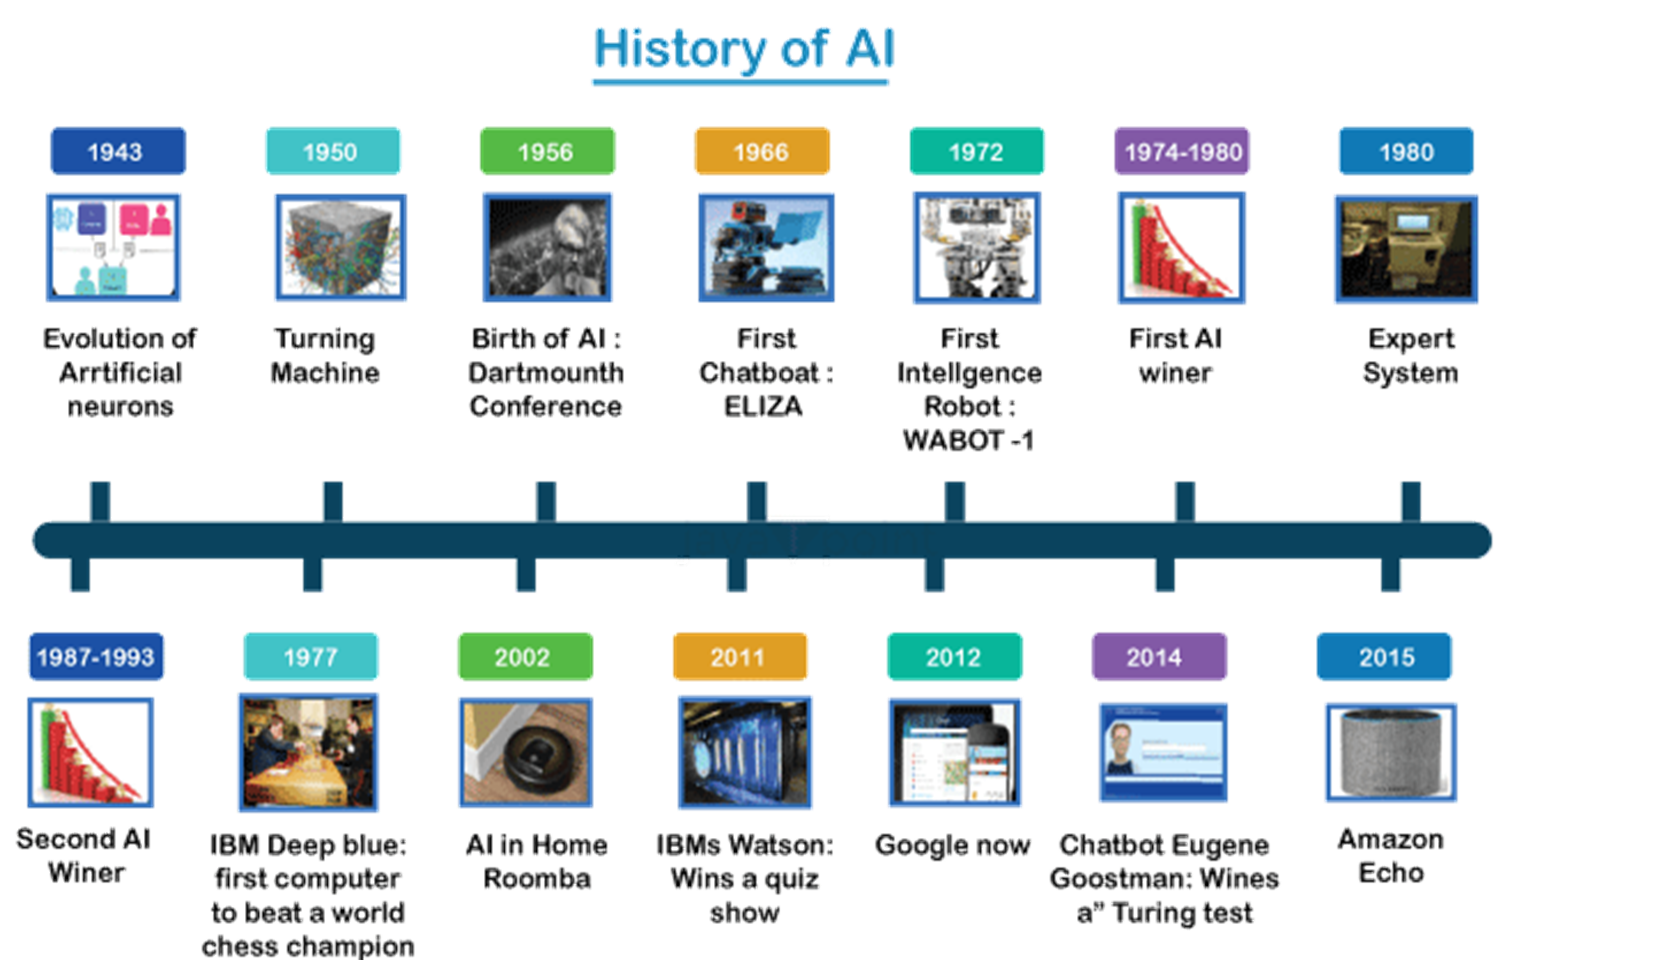 History of AI
1943
1950
1956
1966
1972
1974-1980
1980
Evolution of
Arrtificial
neurons
Turning
Machine
Birth of AI :
Dartmounth
Conference
First
Chatboat :
ELIZA
First
Intellgence
Robot :
WABOT -1
First AI
winer
Expert
System
1987-1993
1977
2002
2011
2012
2014
2015
Second AI
Winer
IBM Deep blue:
first computer
to beat a world
chess champion
AI in Home
Roomba
IBMs Watson:
Wins a quiz
show
Google now
Chatbot Eugene
Goostman: Wines
a” Turing test
Amazon
Echo